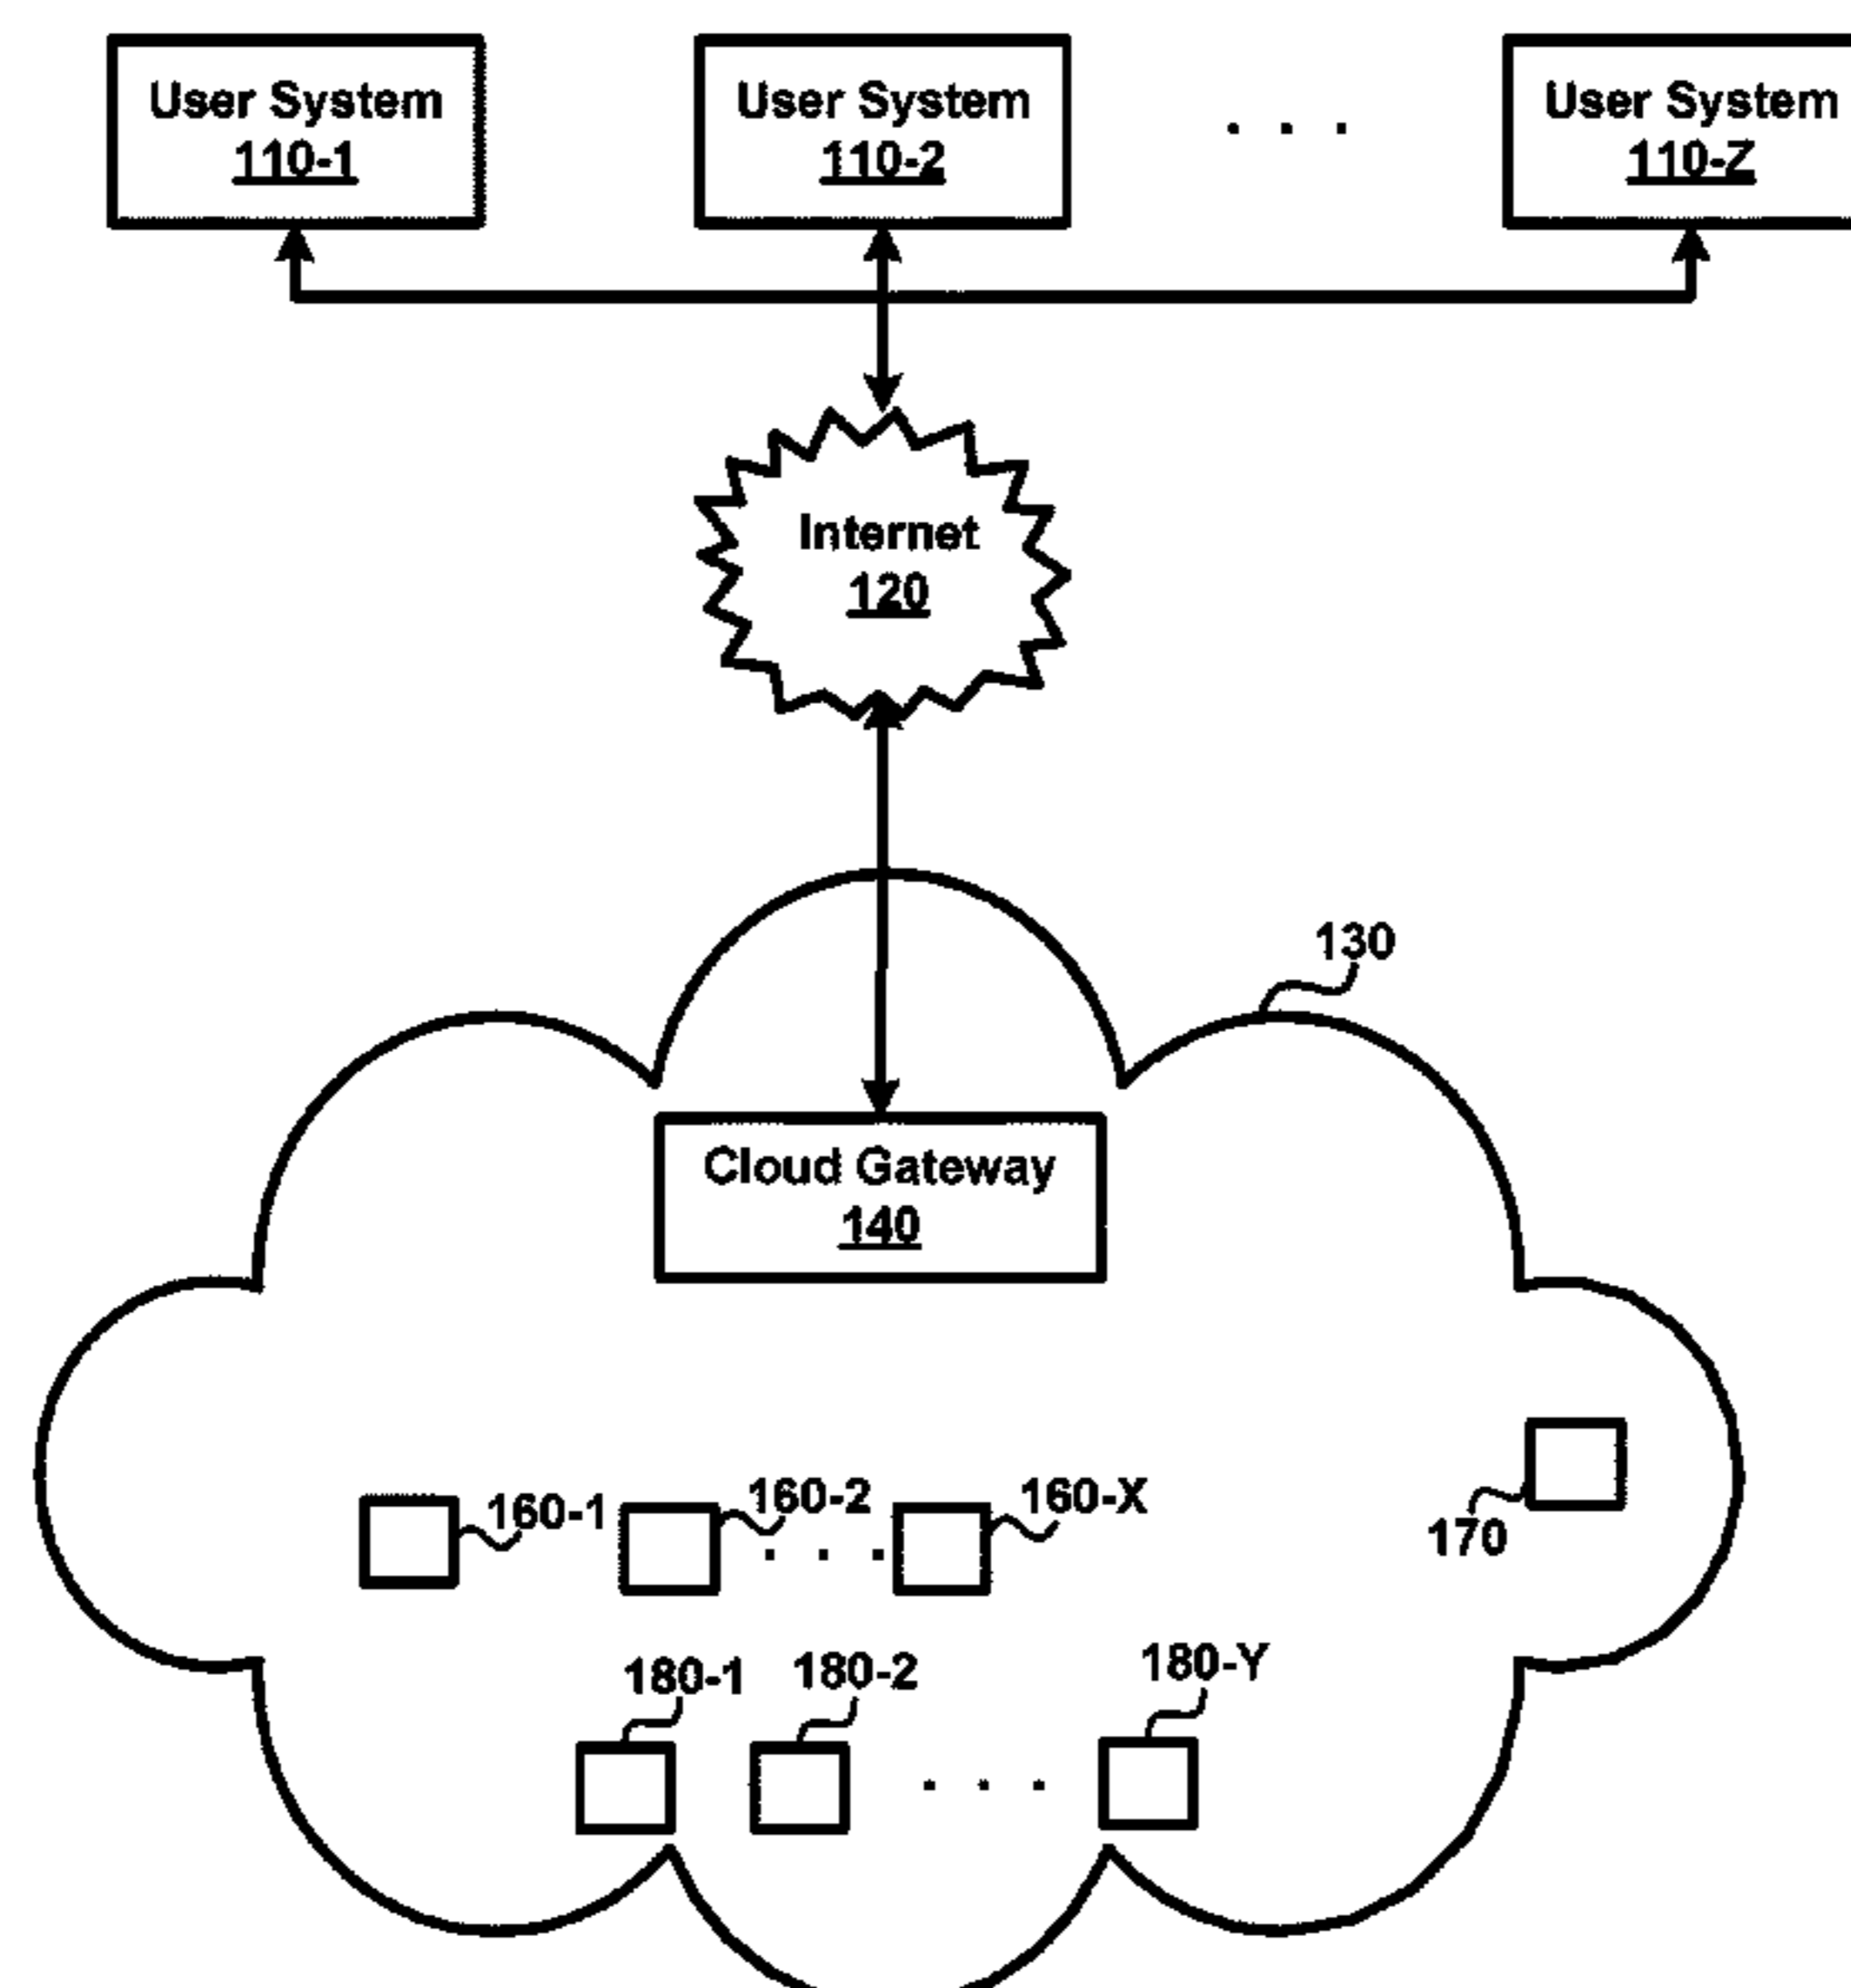 User System
110-1
User System
110-2
. . .
User System
110-Z
Internet
120
130
Cloud Gateway
140
160-1
160-2
. . .
160-X
170
180-1
180-2
. . .
180-Y